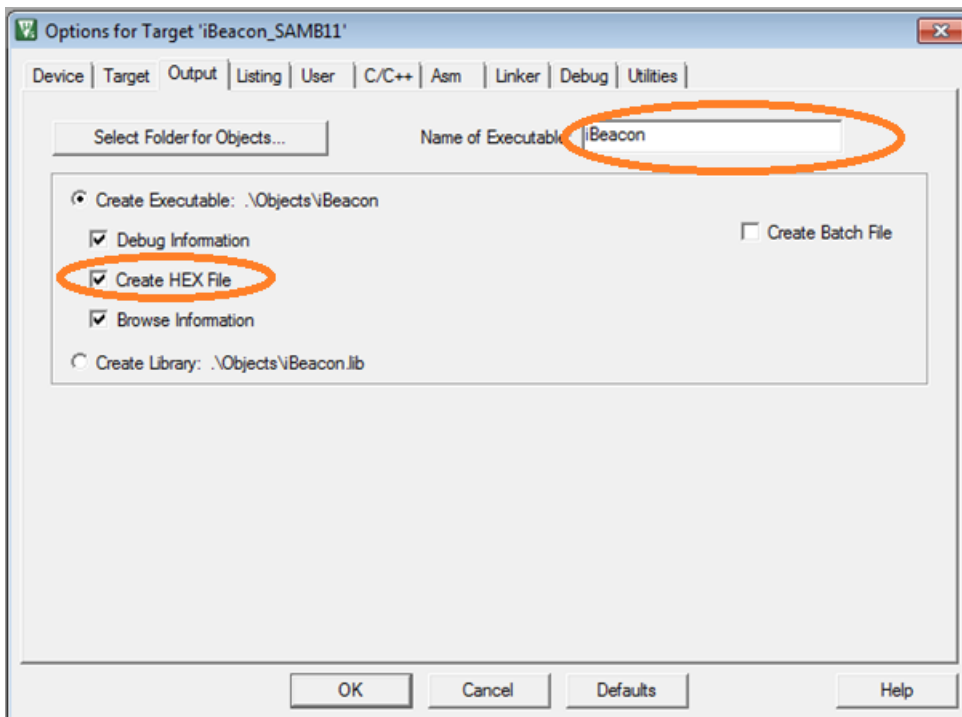 Options for Target 'iBeacon_SAMB11'
Device Target Output Listing User C/C++ Asm Linker Debug Utilities
Select Folder for Objects... Name of Executable: iBeacon
Create Executable: .\Objects\iBeacon
Debug Information Create Batch File
Create HEX File
Browse Information
Create Library: .\Objects\iBeacon.lib
OK Cancel Defaults Help